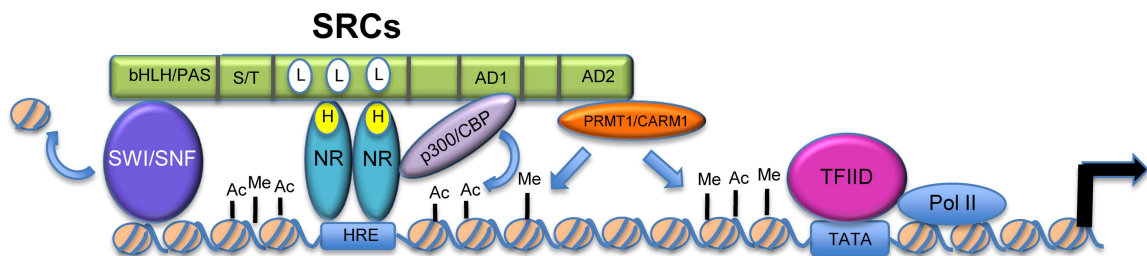 SRCs
bHLH/PAS S/T L L L AD1 AD2
H H
PRMT1/CARM1
p300/CBP
SWI/SNF NR NR TFIID
Ac Me Ac Ac Ac Me Me Ac Me
Pol II
HRE TATA